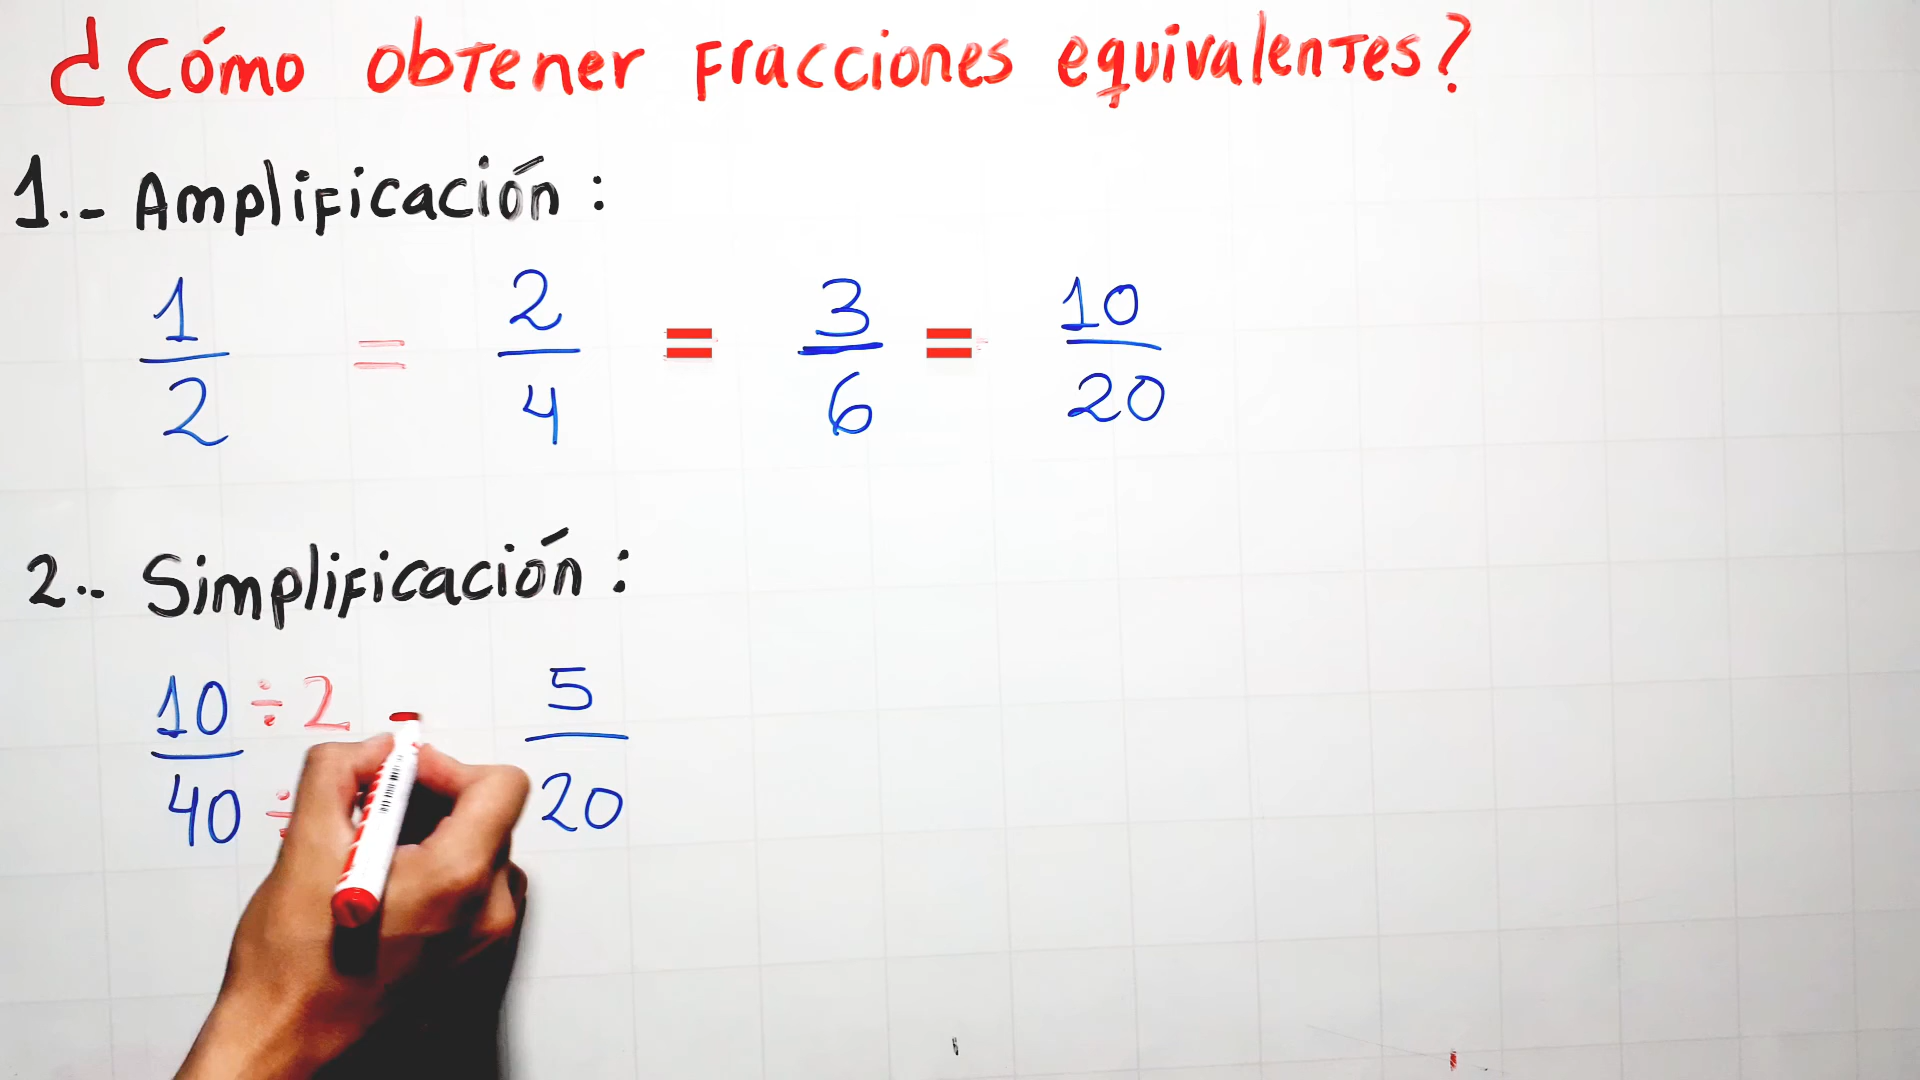 ¿Cómo obtener fracciones equivalentes?
1.- Amplificación:
1/2 = 2/4 = 3/6 = 10/20
2.- Simplificación:
10 ÷ 2 5
40 ÷ 20